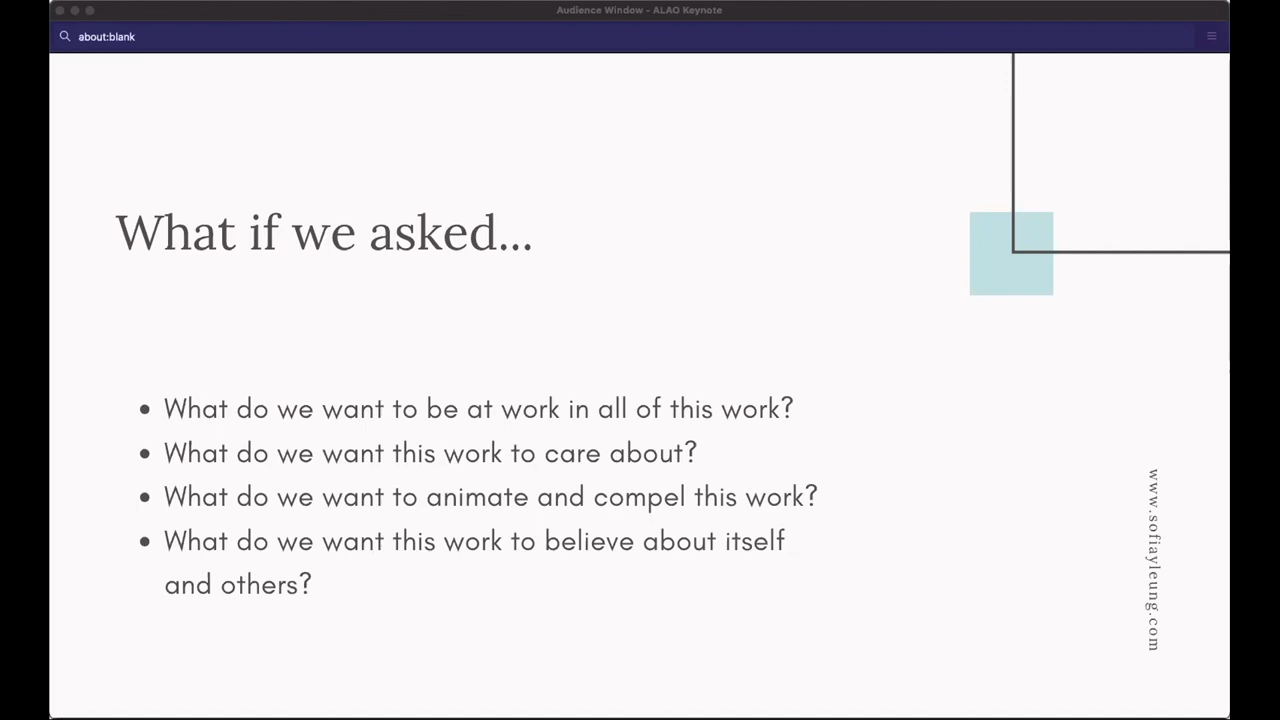 Audience Window - ALAO Keynote
about:blank
What if we asked...
• What do we want to be at work in all of this work?
• What do we want this work to care about?
• What do we want to animate and compel this work?
• What do we want this work to believe about itself
and others?
www.sofiayleung.com